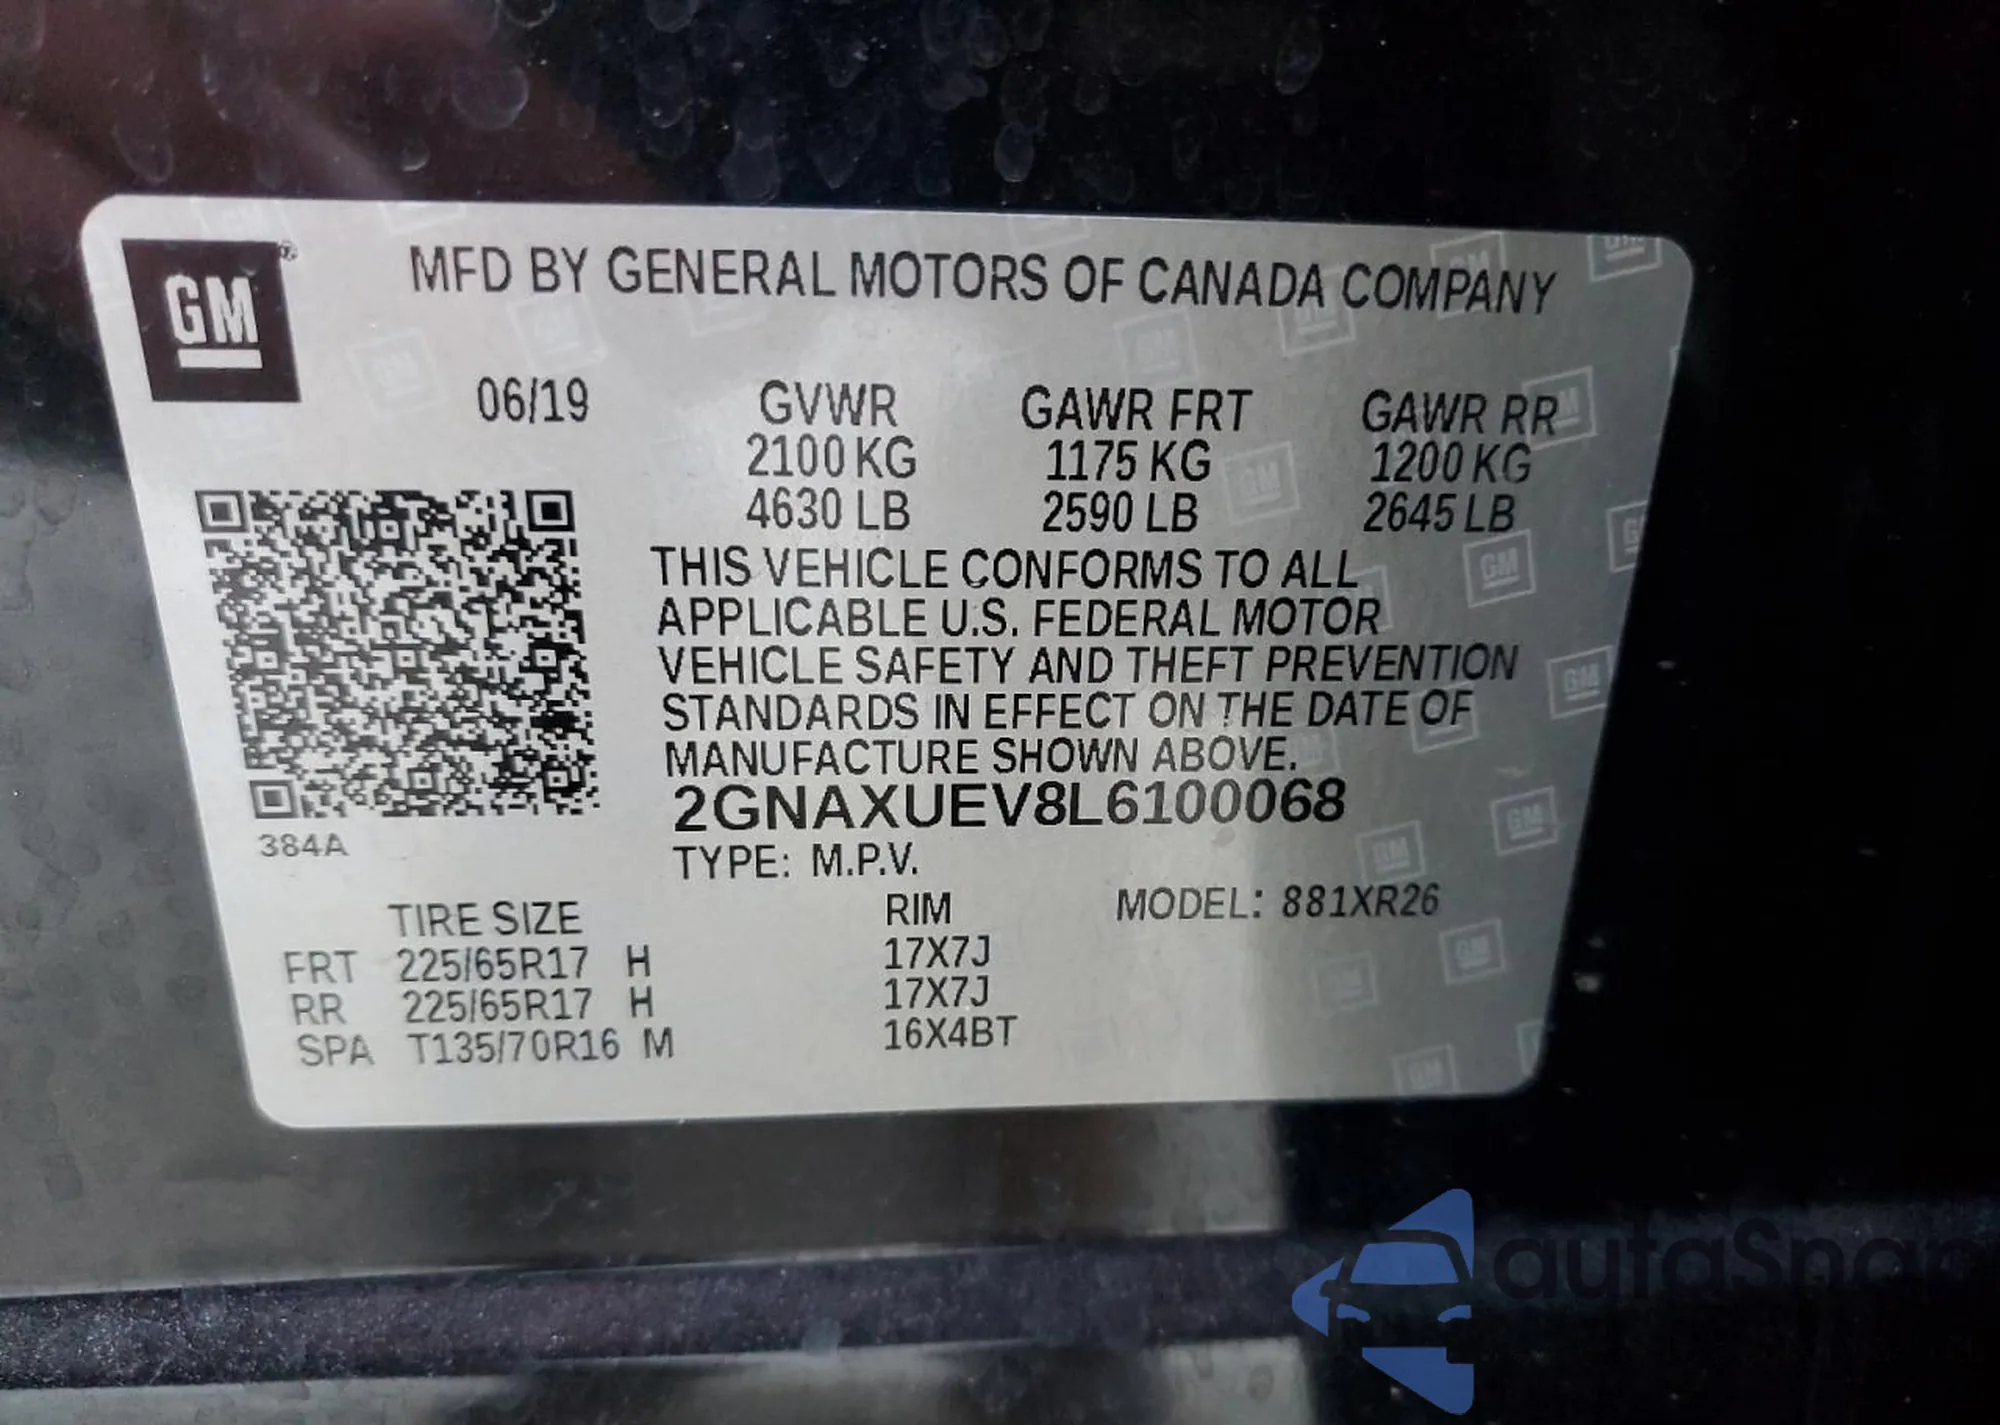 GM ®
MFD BY GENERAL MOTORS OF CANADA COMPANY
06/19 GVWR GAWR FRT GAWR RR
2100 KG 1175 KG 1200 KG
4630 LB 2590 LB 2645 LB
THIS VEHICLE CONFORMS TO ALL
APPLICABLE U.S. FEDERAL MOTOR
VEHICLE SAFETY AND THEFT PREVENTION
STANDARDS IN EFFECT ON THE DATE OF
MANUFACTURE SHOWN ABOVE.
2GNAXUEV8L6100068
384A
TYPE: M.P.V.
TIRE SIZE RIM MODEL: 881XR26
FRT 225/65R17 H 17X7J
RR 225/65R17 H 17X7J
SPA T135/70R16 M 16X4BT
autaSnap